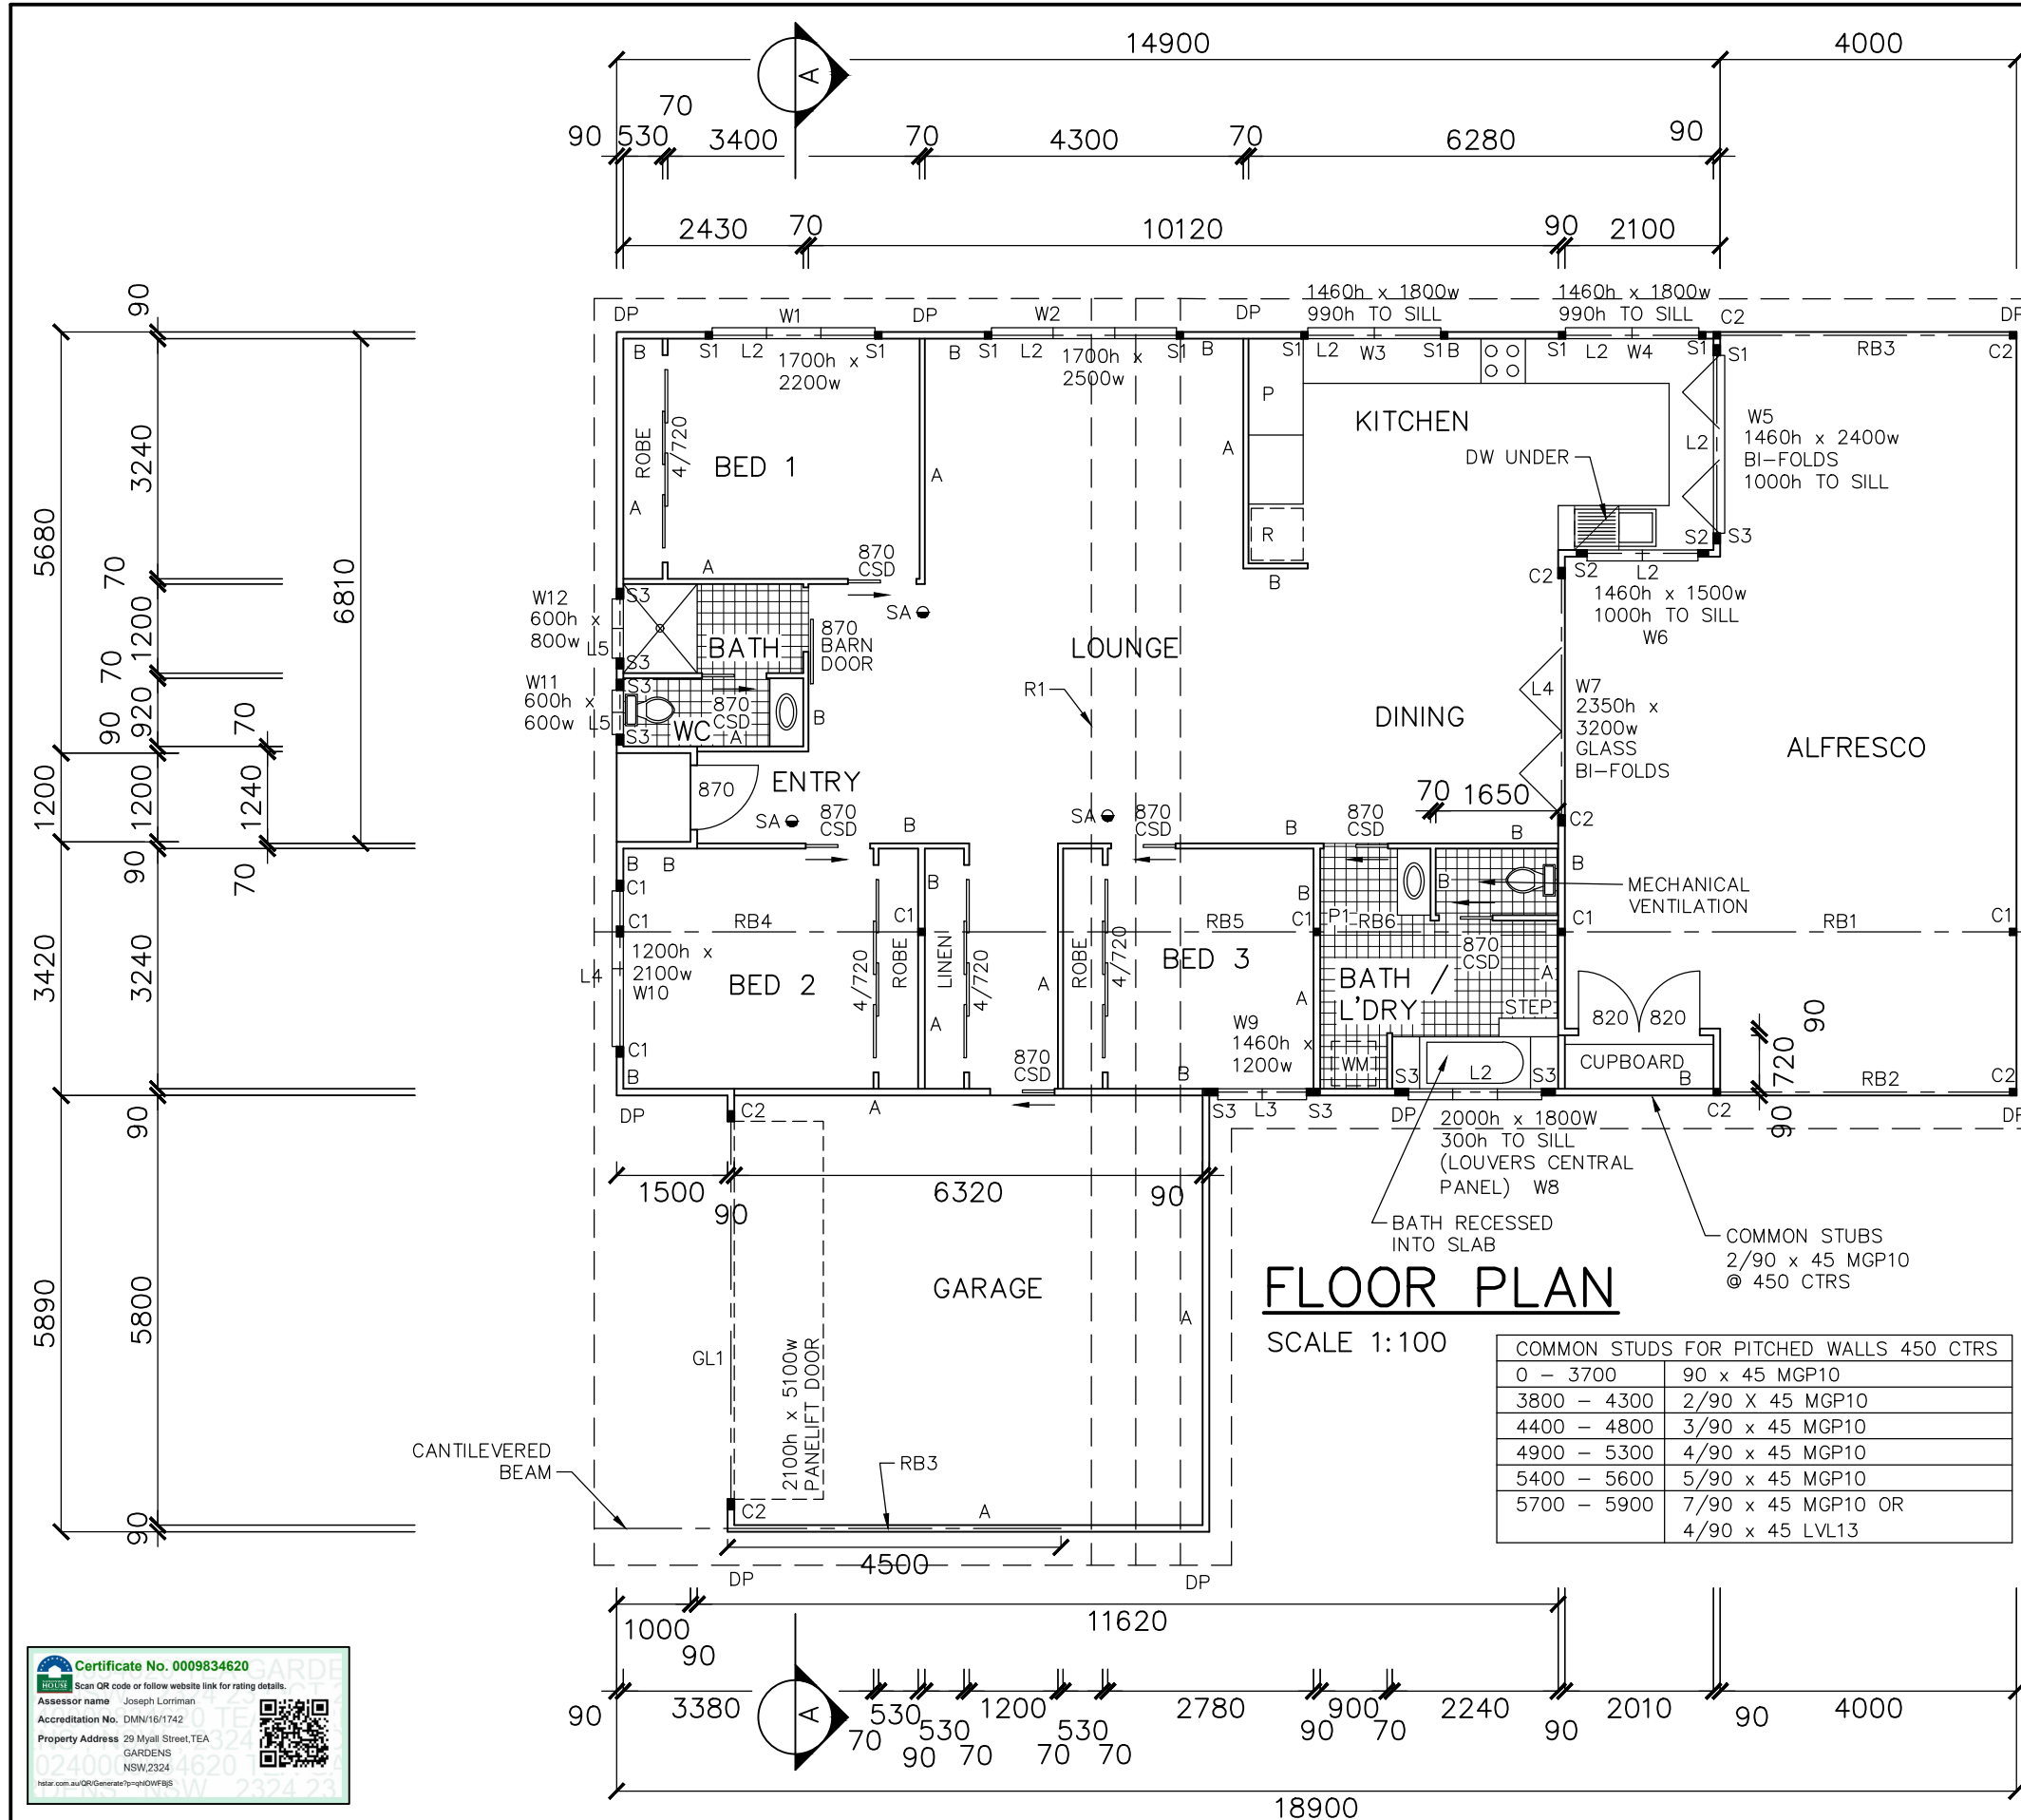 14900
4000
A
70
90 530 3400 70 4300 70 6280 90
2430 70 10120 90 2100
1460h x 1800w
990h TO SILL
1460h x 1800w
990h TO SILL
DP W1 DP W2 DP C2 DP
B S1 L2 S1 B S1 L2 S1 B S1 L2 W3 S1 B S1 L2 W4 S1 S1 RB3 C2
1700h x
2200w
1700h x
2500w
90
3240
5680
70
1200
70
920
90
70
6810
1200
1200
1240
90
70
3420
3240
90
5890
5800
90
ROBE
4/720
BED 1
A
A
A
870
CSD
P
A
R
B
KITCHEN
DW UNDER
L2
W5
1460h x 2400w
BI-FOLDS
1000h TO SILL
S2 S3
C2 S2 L2
1460h x 1500w
1000h TO SILL
W6
W12
600h x
800w L5
S3
S3
BATH
870
BARN
DOOR
SA
LOUNGE
W11
600h x
600w L5
S3
S3
870
CSD
WC A
B
R1
DINING
L4
W7
2350h x
3200w
GLASS
BI-FOLDS
ALFRESCO
870
ENTRY
SA
870
CSD
B
SA
870
CSD
B
870
CSD
70 1650
B
C2
B B
C1
C1
RB4
C1
B
B
RB5
C1
P1
RB6
B
B
C1
RB1
C1
MECHANICAL
VENTILATION
L4
1200h x
2100w
W10
BED 2
4/720
ROBE
LINEN
4/720
A
A
ROBE
4/720
BED 3
A
W9
1460h x
1200w
870
CSD
A
BATH /
L'DRY
STEP
WM
820 820
CUPBOARD
B
90
720
90
RB2 C2
C1
B
870
CSD
B
S3 L2 S3
DP C2 A
S3 L3 S3
DP
C2 DP
2000h x 1800W
300h TO SILL
(LOUVERS CENTRAL
PANEL) W8
1500 6320 90
90
BATH RECESSED
INTO SLAB
COMMON STUBS
2/90 x 45 MGP10
@ 450 CTRS
GARAGE
A
GL1
2100h x 5100w
PANELIFT DOOR
FLOOR PLAN
SCALE 1:100
COMMON STUDS FOR PITCHED WALLS 450 CTRS
0 - 3700 90 x 45 MGP10
3800 - 4300 2/90 X 45 MGP10
4400 - 4800 3/90 x 45 MGP10
4900 - 5300 4/90 x 45 MGP10
5400 - 5600 5/90 x 45 MGP10
5700 - 5900 7/90 x 45 MGP10 OR
4/90 x 45 LVL13
CANTILEVERED
BEAM
RB3
C2 A
4500
DP DP
1000 11620
90
90 3380 70 530 90 530 70 1200 70 530 70 2780 90 900 70 2240 90 2010 90 4000
A
18900
Certificate No. 0009834620
Scan QR code or follow website link for rating details.
Assessor name Joseph Lorriman
Accreditation No. DMN/16/1742
Property Address 29 Myall Street,TEA
GARDENS
NSW,2324
HOUSE